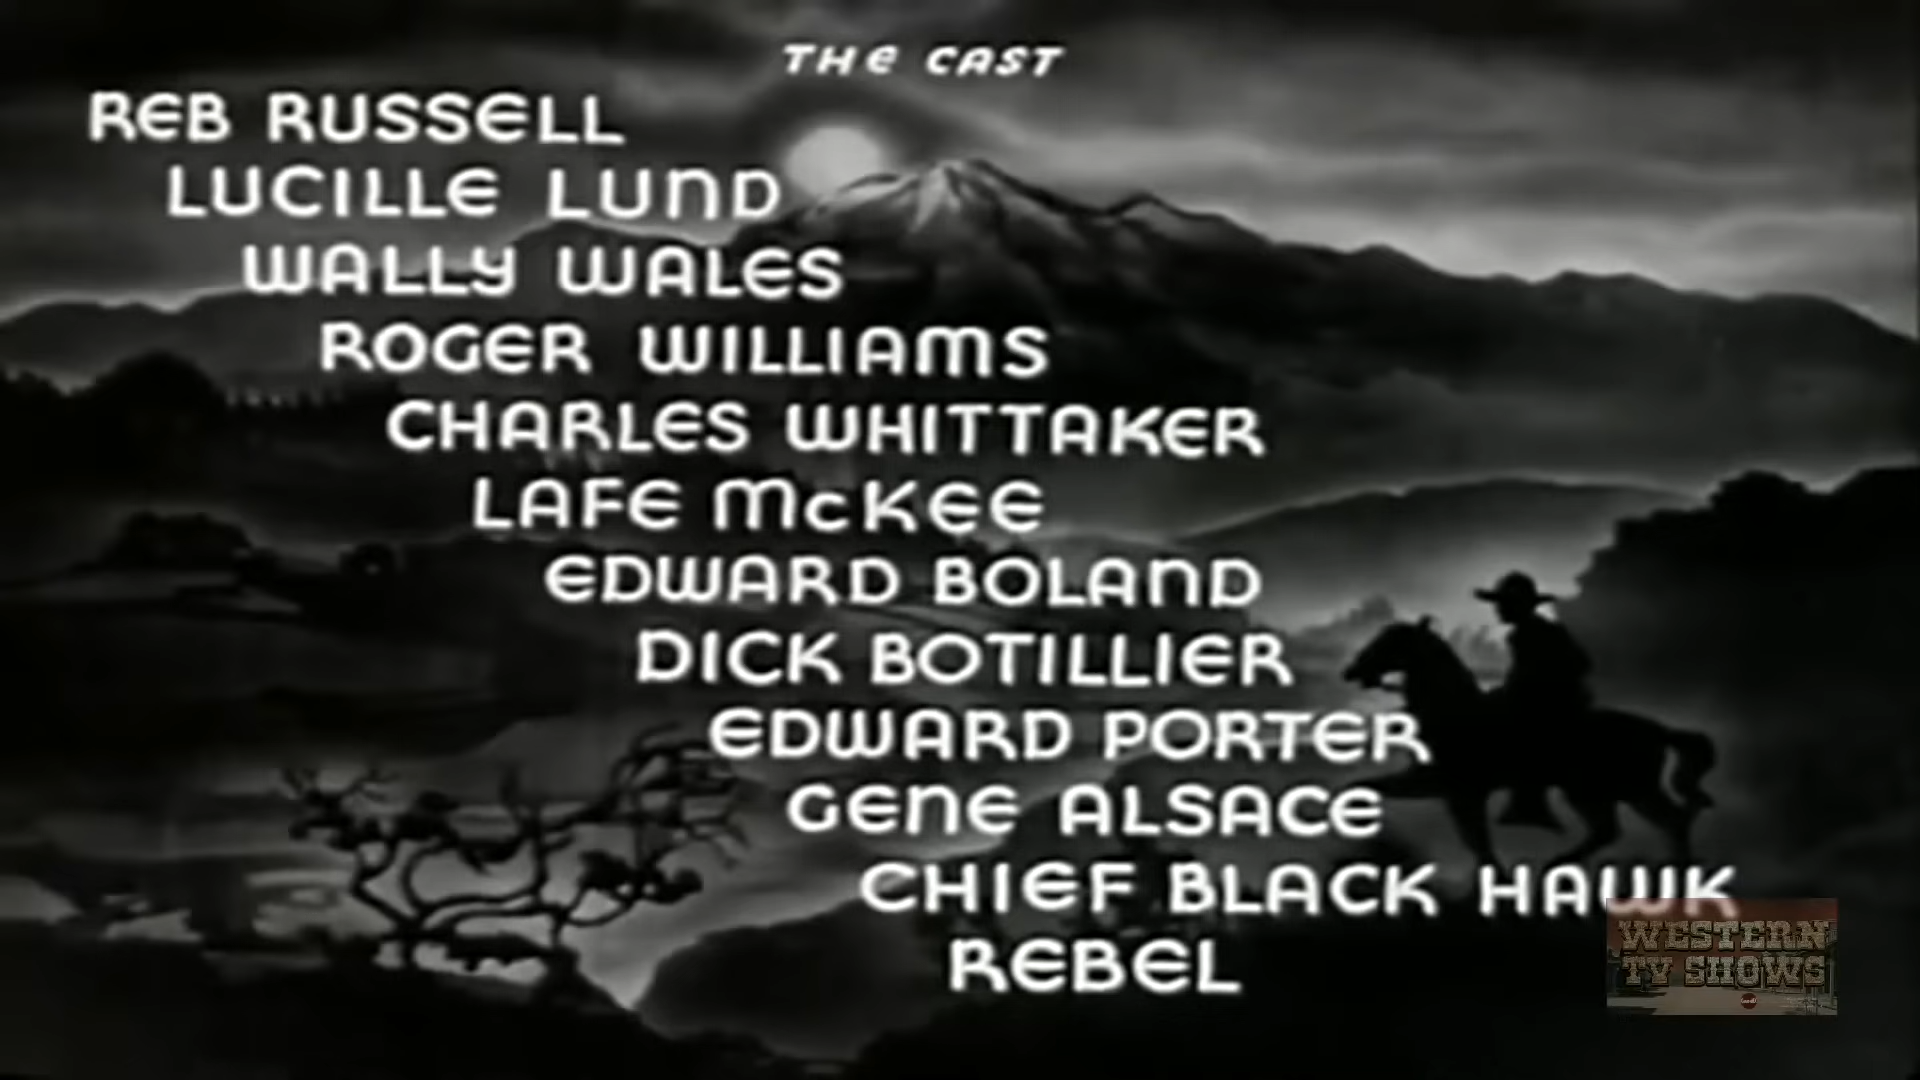 THE CAST
REB RUSSELL
LUCILLE LUND
WALLY WALES
ROGER WILLIAMS
CHARLES WHITTAKER
LAFE McKEE
EDWARD BOLAND
DICK BOTILLIER
EDWARD PORTER
GENE ALSACE
CHIEF BLACK HAWK
REBEL
WESTERN
TV SHOWS